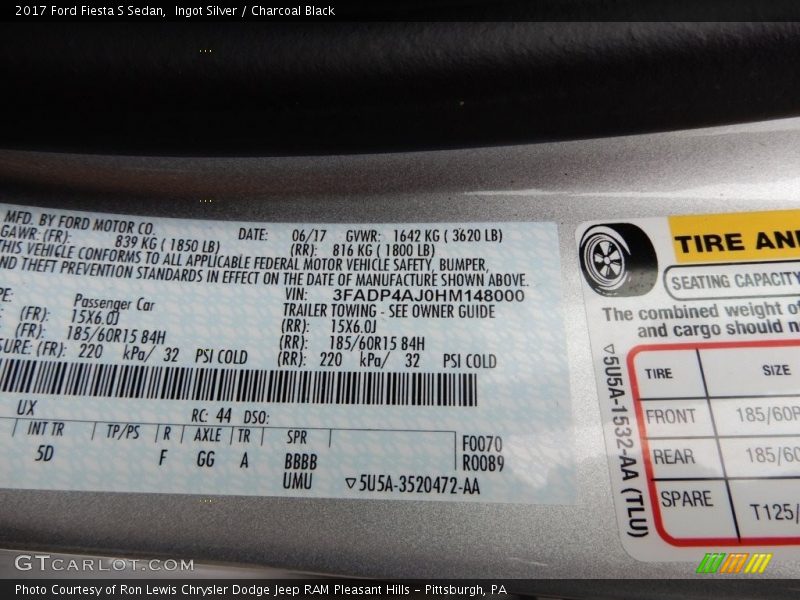 2017 Ford Fiesta S Sedan,  Ingot Silver / Charcoal Black
MFD. BY FORD MOTOR CO.
DATE: 06/17 GVWR: 1642 KG ( 3620 LB)
GAWR: (FR): 839 KG ( 1850 LB) (RR): 816 KG ( 1800 LB)
THIS VEHICLE CONFORMS TO ALL APPLICABLE FEDERAL MOTOR VEHICLE SAFETY, BUMPER,
AND THEFT PREVENTION STANDARDS IN EFFECT ON THE DATE OF MANUFACTURE SHOWN ABOVE.
VIN: 3FADP4AJ0HM148000
PE: Passenger Car TRAILER TOWING - SEE OWNER GUIDE
(FR): 15X6.0J (RR): 15X6.0J
(FR): 185/60R15 84H (RR): 185/60R15 84H
SURE: (FR): 220 kPa/ 32 PSI COLD (RR): 220 kPa/ 32 PSI COLD
UX RC: 44 DSO:
INT TR TP/PS R AXLE TR SPR F0070
5D F GG A BBBB R0089
UMU ▽5U5A-3520472-AA
TIRE AN
SEATING CAPACITY
The combined weight of
and cargo should n
▽5U5A-1532-AA (TLU)
TIRE SIZE
FRONT 185/60R
REAR 185/60
SPARE T125/
GTCARLOT.COM
Photo Courtesy of Ron Lewis Chrysler Dodge Jeep RAM Pleasant Hills - Pittsburgh, PA